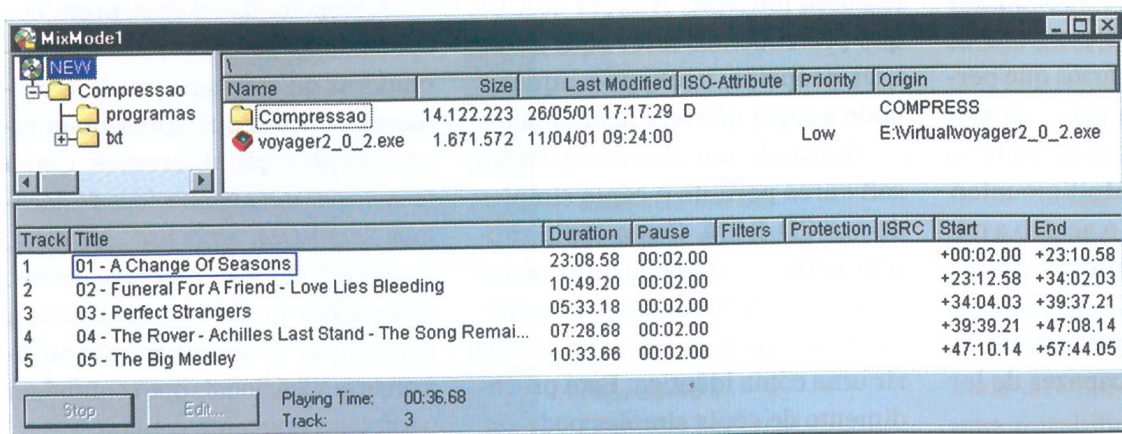 MixMode1
NEW
Compressao
programas
txt
\
Name Size Last Modified ISO-Attribute Priority Origin
Compressao 14.122.223 26/05/01 17:17:29 D COMPRESS
voyager2_0_2.exe 1.671.572 11/04/01 09:24:00 Low E:\Virtual\voyager2_0_2.exe
Track Title Duration Pause Filters Protection ISRC Start End
1 01 - A Change Of Seasons 23:08.58 00:02.00 +00:02.00 +23:10.58
2 02 - Funeral For A Friend - Love Lies Bleeding 10:49.20 00:02.00 +23:12.58 +34:02.03
3 03 - Perfect Strangers 05:33.18 00:02.00 +34:04.03 +39:37.21
4 04 - The Rover - Achilles Last Stand - The Song Remai... 07:28.68 00:02.00 +39:39.21 +47:08.14
5 05 - The Big Medley 10:33.66 00:02.00 +47:10.14 +57:44.05
Stop Edit... Playing Time: 00:36.68
Track: 3